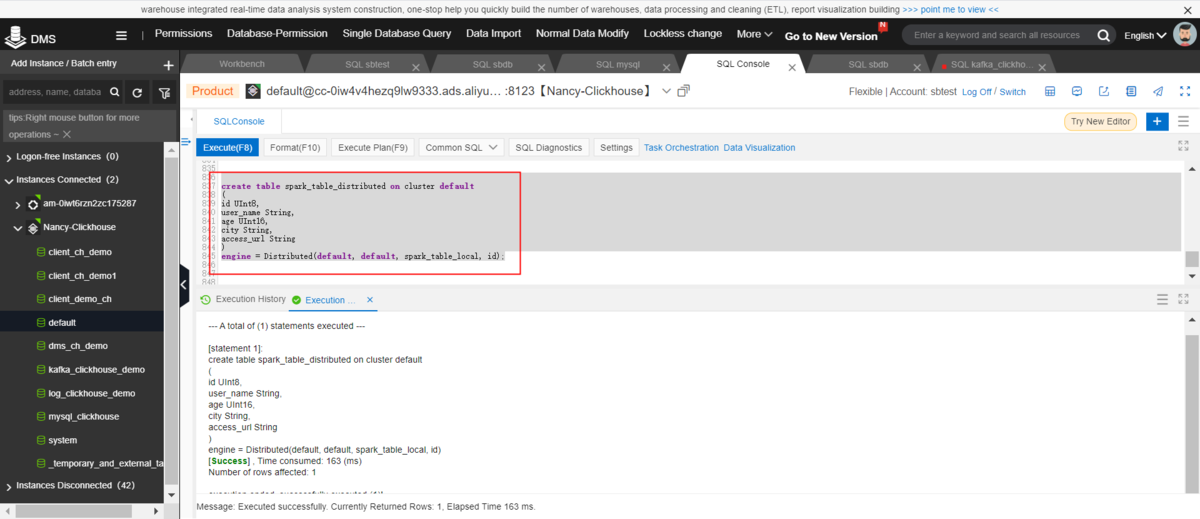 warehouse integrated real-time data analysis system construction, one-stop help you quickly build the number of warehouses, data processing and cleaning (ETL), report visualization building >>> point me to view <<
DMS
Permissions Database-Permission Single Database Query Data Import Normal Data Modify Lockless change More Go to New Version N Enter a keyword and search all resources English
Add Instance / Batch entry +
Workbench SQL sbtest SQL sbdb SQL mysql SQL Console SQL sbdb SQL kafka_clickho...
address, name, databa
Product default@cc-0iw4v4hezq9lw9333.ads.aliyu... :8123【Nancy-Clickhouse】 Flexible | Account: sbtest Log Off / Switch
tips:Right mouse button for more
operations ~
SQLConsole Try New Editor +
Execute(F8) Format(F10) Execute Plan(F9) Common SQL SQL Diagnostics Settings Task Orchestration Data Visualization
Logon-free Instances (0)
Instances Connected (2)
am-0iwl6rzn2zc175287
Nancy-Clickhouse
client_ch_demo
client_ch_demo1
client_demo_ch
default
dms_ch_demo
kafka_clickhouse_demo
log_clickhouse_demo
mysql_clickhouse
system
_temporary_and_external_ta
Instances Disconnected (42)
835
836
837 create table spark_table_distributed on cluster default
838 (
839 id UInt8,
840 user_name String,
841 age UInt16,
842 city String,
843 access_url String
844 )
845 engine = Distributed(default, default, spark_table_local, id);
846
847
848
Execution History Execution ...
--- A total of (1) statements executed ---
[statement 1]:
create table spark_table_distributed on cluster default
(
id UInt8,
user_name String,
age UInt16,
city String,
access_url String
)
engine = Distributed(default, default, spark_table_local, id)
[Success] , Time consumed: 163 (ms)
Number of rows affected: 1
Message: Executed successfully. Currently Returned Rows: 1, Elapsed Time 163 ms.